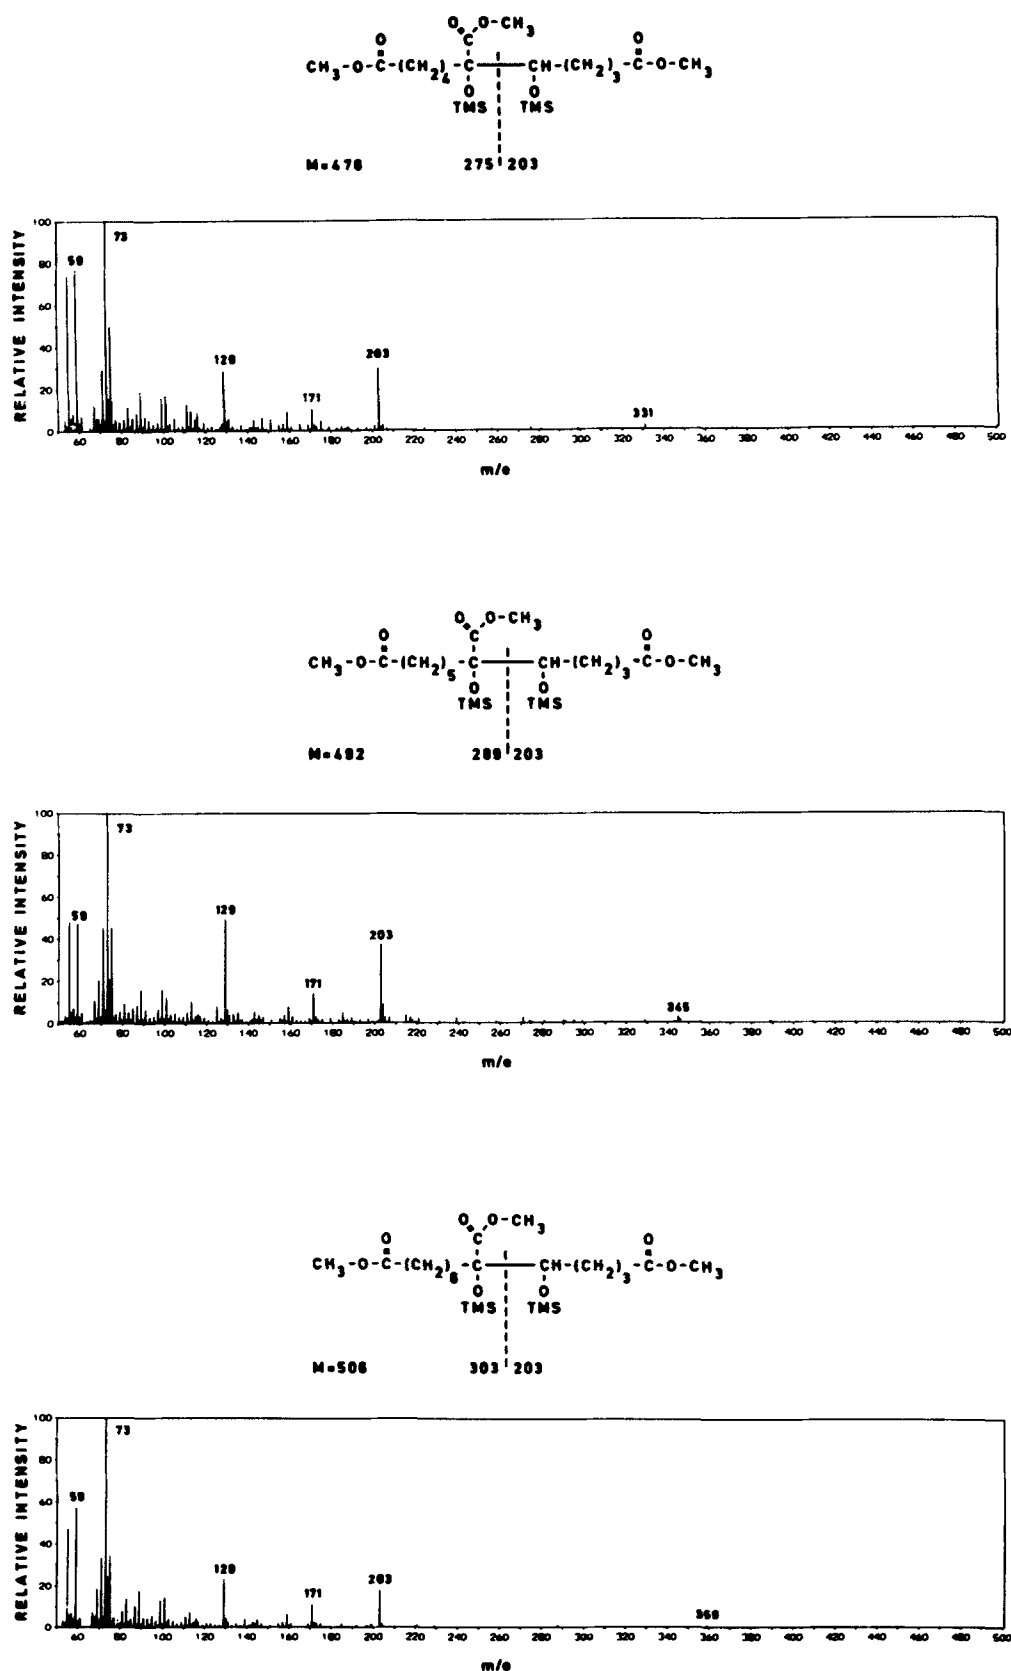 O O-CH3
O C
CH3-O-C-(CH2)4-C-CH-(CH2)3-C-O-CH3
O O O
TMS TMS
M=478 275 203
RELATIVE INTENSITY
100
80
60
40
20
0
73
59
129
171
203
331
60 80 100 120 140 160 180 200 220 240 260 280 300 320 340 360 380 400 420 440 460 480 500
m/e
O O-CH3
O C O
CH3-O-C-(CH2)5-C-CH-(CH2)3-C-O-CH3
O O
TMS TMS
M=492 289 203
RELATIVE INTENSITY
100
80
60
40
20
0
73
59
129
171
203
345
60 80 100 120 140 160 180 200 220 240 260 280 300 320 340 360 380 400 420 440 460 480 500
m/e
O O-CH3
O C O
CH3-O-C-(CH2)6-C-CH-(CH2)3-C-O-CH3
O O
TMS TMS
M=506 303 203
RELATIVE INTENSITY
100
80
60
40
20
0
73
59
129
171
203
359
60 80 100 120 140 160 180 200 220 240 260 280 300 320 340 360 380 400 420 440 460 480 500
m/e